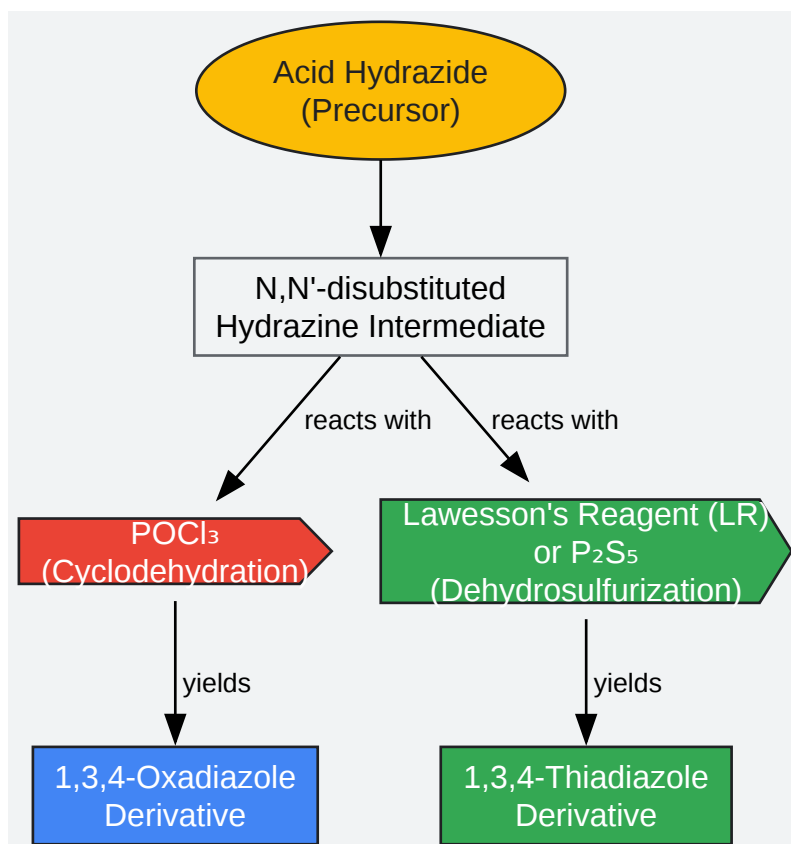 Acid Hydrazide
(Precursor)
N,N'-disubstituted
Hydrazine Intermediate
reacts with
reacts with
POCl₃
(Cyclodehydration)
Lawesson's Reagent (LR)
or P₂S₅
(Dehydrosulfurization)
yields
yields
1,3,4-Oxadiazole
Derivative
1,3,4-Thiadiazole
Derivative